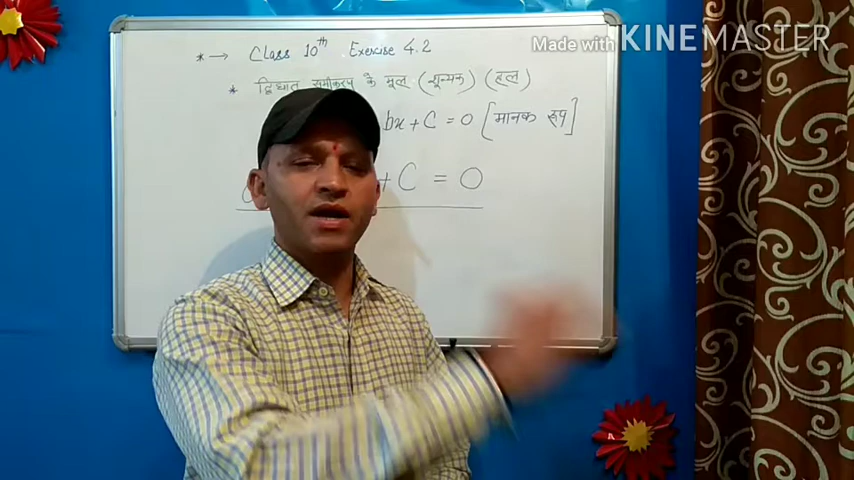 Made with KINEMASTER
*→ Class 10th Exercise 4.2
* द्विघात समीकरण के मूल (शून्यक) (हल)
bx + C = 0 [मानक रूप]
+ C = 0